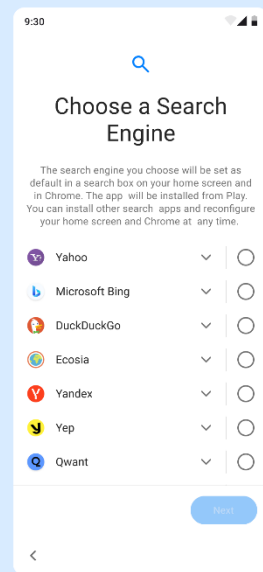 9:30
Choose a Search
Engine
The search engine you choose will be set as
default in a search box on your home screen and
in Chrome. The app will be installed from Play.
You can install other search apps and reconfigure
your home screen and Chrome at any time.
Yahoo
Microsoft Bing
DuckDuckGo
Ecosia
Yandex
Yep
Qwant
Next